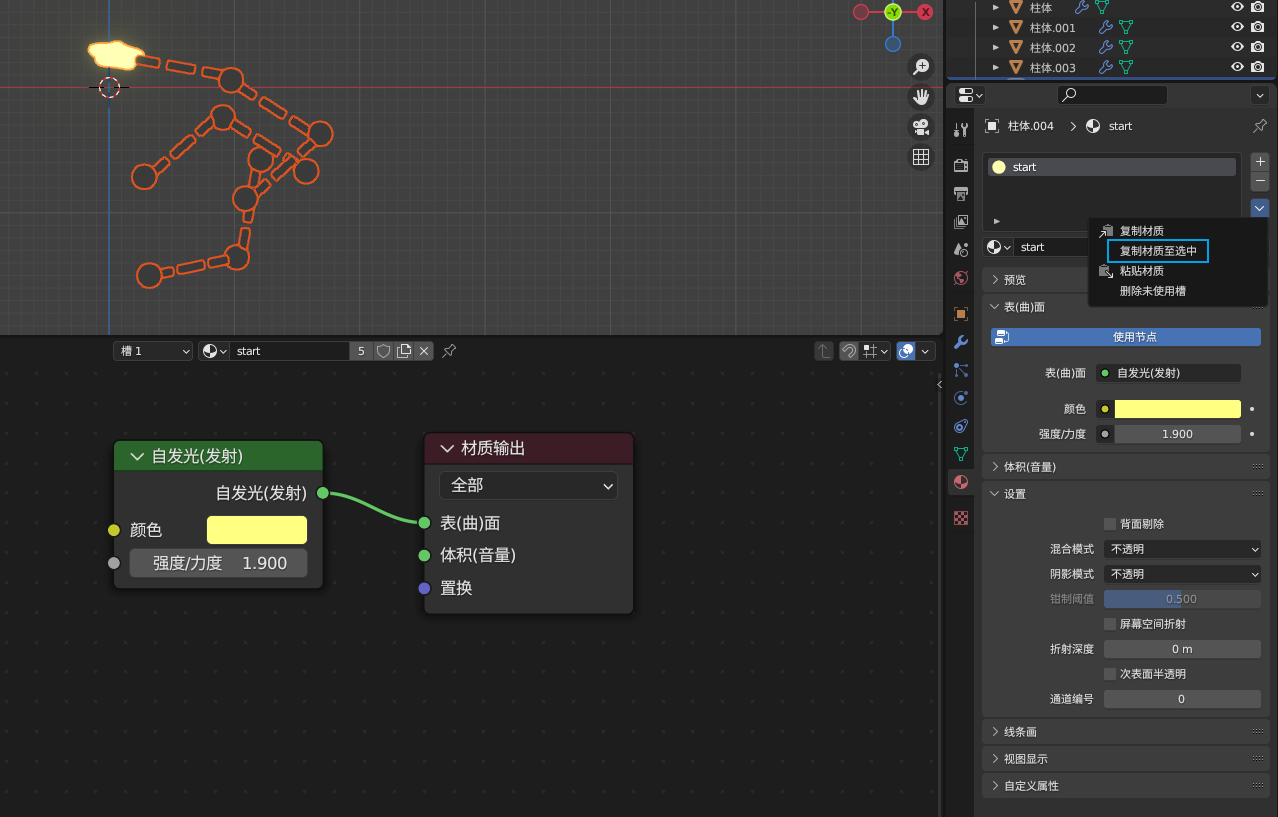 -Y
X
柱体
柱体.001
柱体.002
柱体.003
柱体.004
start
start
start
复制材质
复制材质至选中
粘贴材质
删除未使用槽
预览
表(曲)面
使用节点
表(曲)面
自发光(发射)
颜色
强度/力度
1.900
体积(音量)
设置
背面剔除
混合模式
不透明
阴影模式
不透明
钳制阈值
0.500
屏幕空间折射
折射深度
0 m
次表面半透明
通道编号
0
线条画
视图显示
自定义属性
槽 1
start
5
自发光(发射)
自发光(发射)
颜色
强度/力度
1.900
材质输出
全部
表(曲)面
体积(音量)
置换